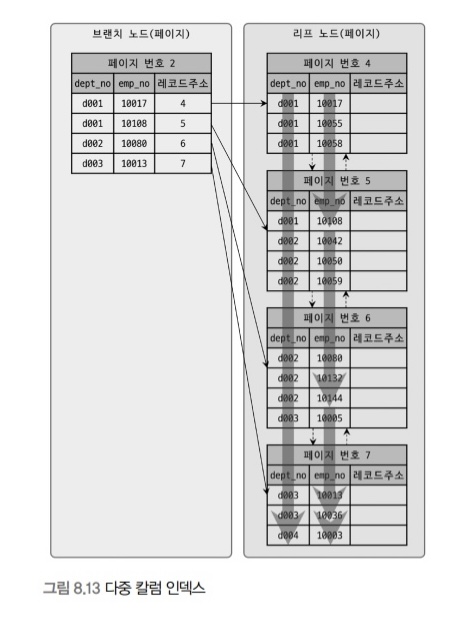 브랜치 노드(페이지)
페이지 번호 2
dept_no emp_no 레코드주소
d001 10017 4
d001 10108 5
d002 10080 6
d003 10013 7
리프 노드(페이지)
페이지 번호 4
dept_no emp_no 레코드주소
d001 10017
d001 10055
d001 10058
페이지 번호 5
dept_no emp_no 레코드주소
d001 10108
d002 10042
d002 10050
d002 10059
페이지 번호 6
dept_no emp_no 레코드주소
d002 10080
d002 10132
d002 10144
d003 10005
페이지 번호 7
dept_no emp_no 레코드주소
d003 10013
d003 10036
d004 10003
그림 8.13 다중 칼럼 인덱스